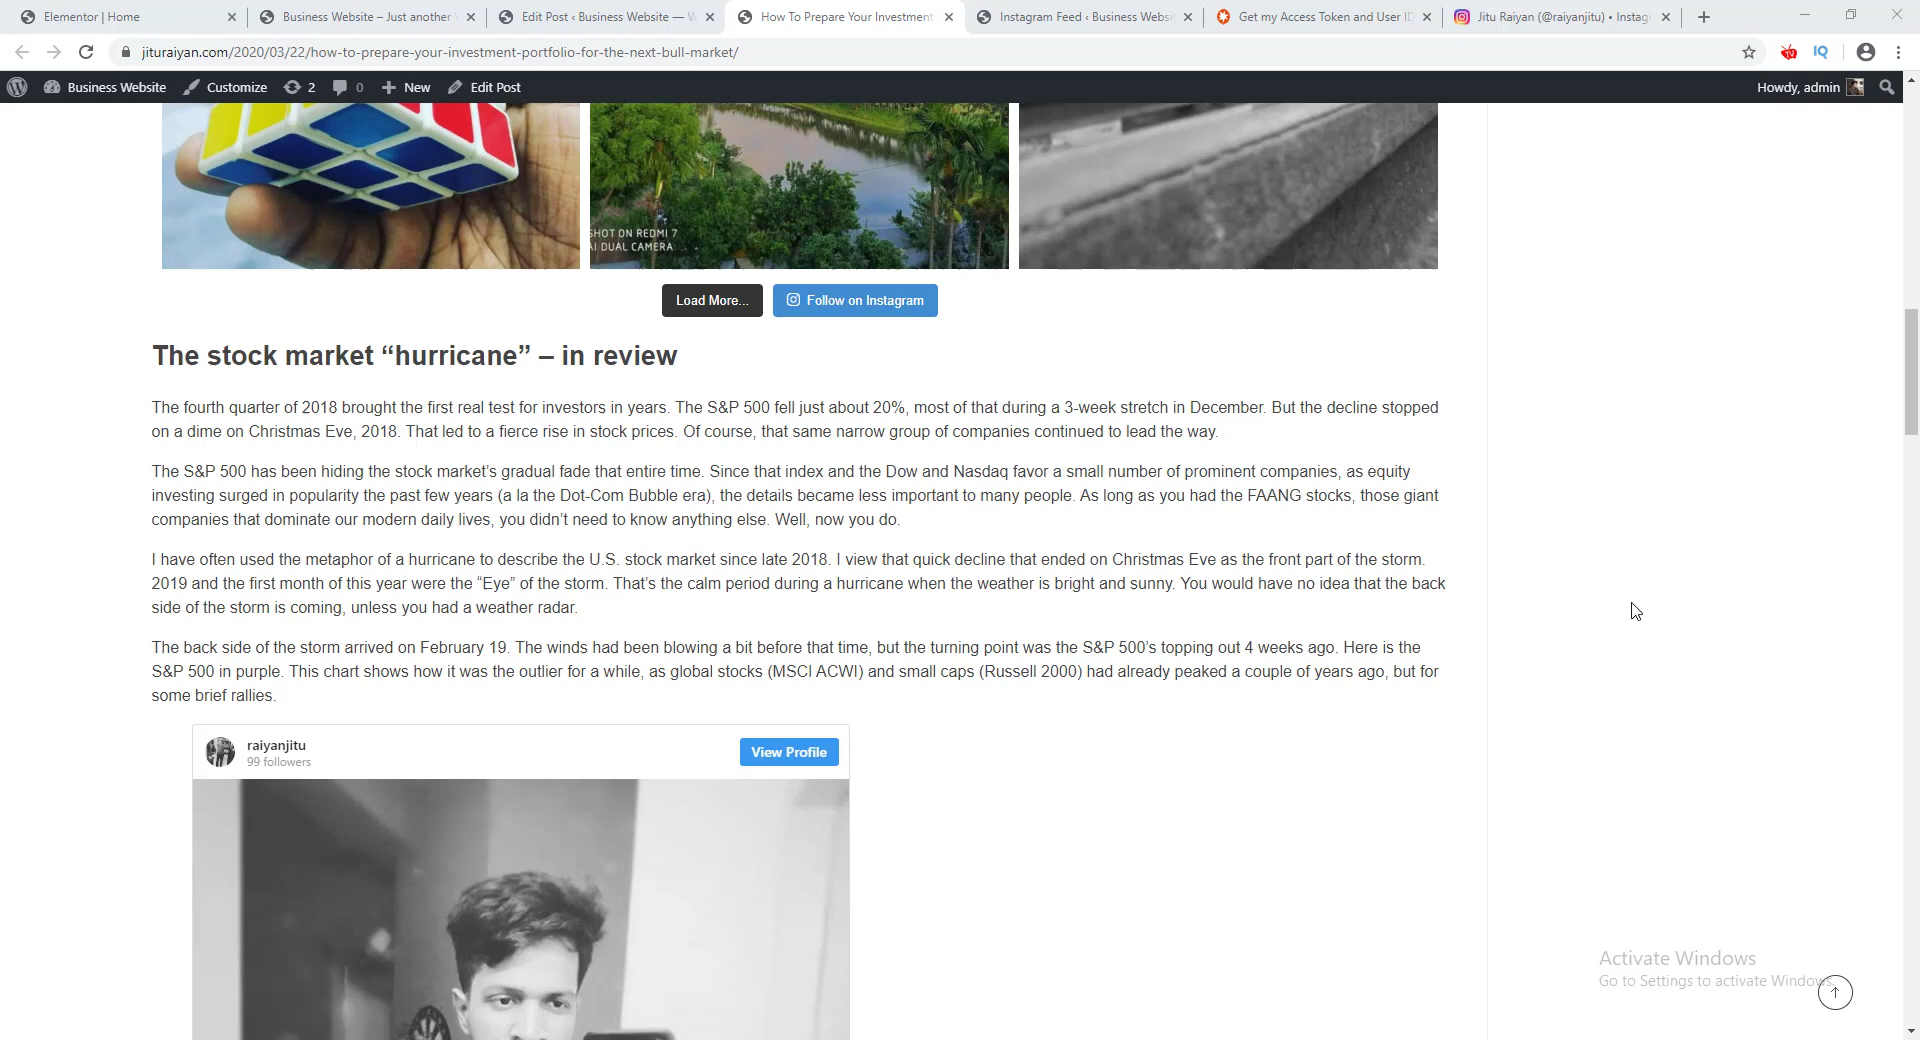 Elementor | Home
Business Website – Just another
Edit Post ‹ Business Website —
How To Prepare Your Investment
Instagram Feed ‹ Business Websi
Get my Access Token and User ID
Jitu Raiyan (@raiyanjitu) • Instag
jituraiyan.com/2020/03/22/how-to-prepare-your-investment-portfolio-for-the-next-bull-market/
IQ
Business Website Customize 2 0 New Edit Post Howdy, admin
SHOT ON REDMI 7
AI DUAL CAMERA
Load More... Follow on Instagram
The stock market “hurricane” – in review
The fourth quarter of 2018 brought the first real test for investors in years. The S&P 500 fell just about 20%, most of that during a 3-week stretch in December. But the decline stopped
on a dime on Christmas Eve, 2018. That led to a fierce rise in stock prices. Of course, that same narrow group of companies continued to lead the way.
The S&P 500 has been hiding the stock market’s gradual fade that entire time. Since that index and the Dow and Nasdaq favor a small number of prominent companies, as equity
investing surged in popularity the past few years (a la the Dot-Com Bubble era), the details became less important to many people. As long as you had the FAANG stocks, those giant
companies that dominate our modern daily lives, you didn’t need to know anything else. Well, now you do.
I have often used the metaphor of a hurricane to describe the U.S. stock market since late 2018. I view that quick decline that ended on Christmas Eve as the front part of the storm.
2019 and the first month of this year were the “Eye” of the storm. That’s the calm period during a hurricane when the weather is bright and sunny. You would have no idea that the back
side of the storm is coming, unless you had a weather radar.
The back side of the storm arrived on February 19. The winds had been blowing a bit before that time, but the turning point was the S&P 500’s topping out 4 weeks ago. Here is the
S&P 500 in purple. This chart shows how it was the outlier for a while, as global stocks (MSCI ACWI) and small caps (Russell 2000) had already peaked a couple of years ago, but for
some brief rallies.
raiyanjitu
99 followers
View Profile
Activate Windows
Go to Settings to activate Windows.